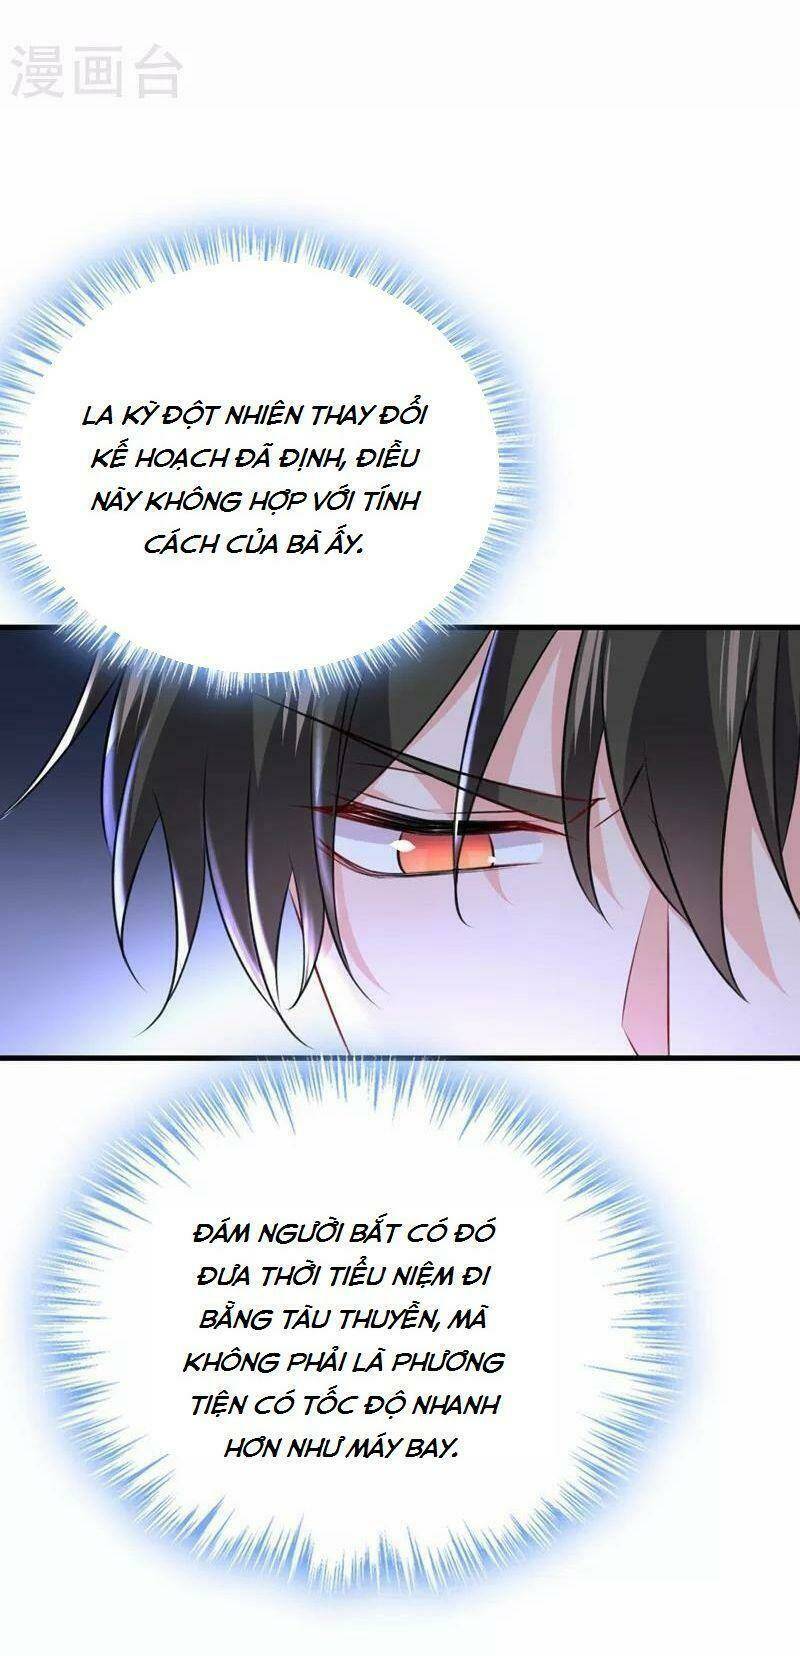 漫画台
LA KỲ ĐỘT NHIÊN THAY ĐỔI
KẾ HOẠCH ĐÃ ĐỊNH, ĐIỀU
NÀY KHÔNG HỢP VỚI TÍNH
CÁCH CỦA BÀ ẤY.
ĐÁM NGƯỜI BẮT CÓ ĐÓ
ĐƯA THỜI TIỂU NIỆM ĐI
BẰNG TÀU THUYỀN, MÃ
KHÔNG PHẢI LÀ PHƯƠNG
TIỆN CÓ TỐC ĐỘ NHANH
HƠN NHƯ MÁY BAY.